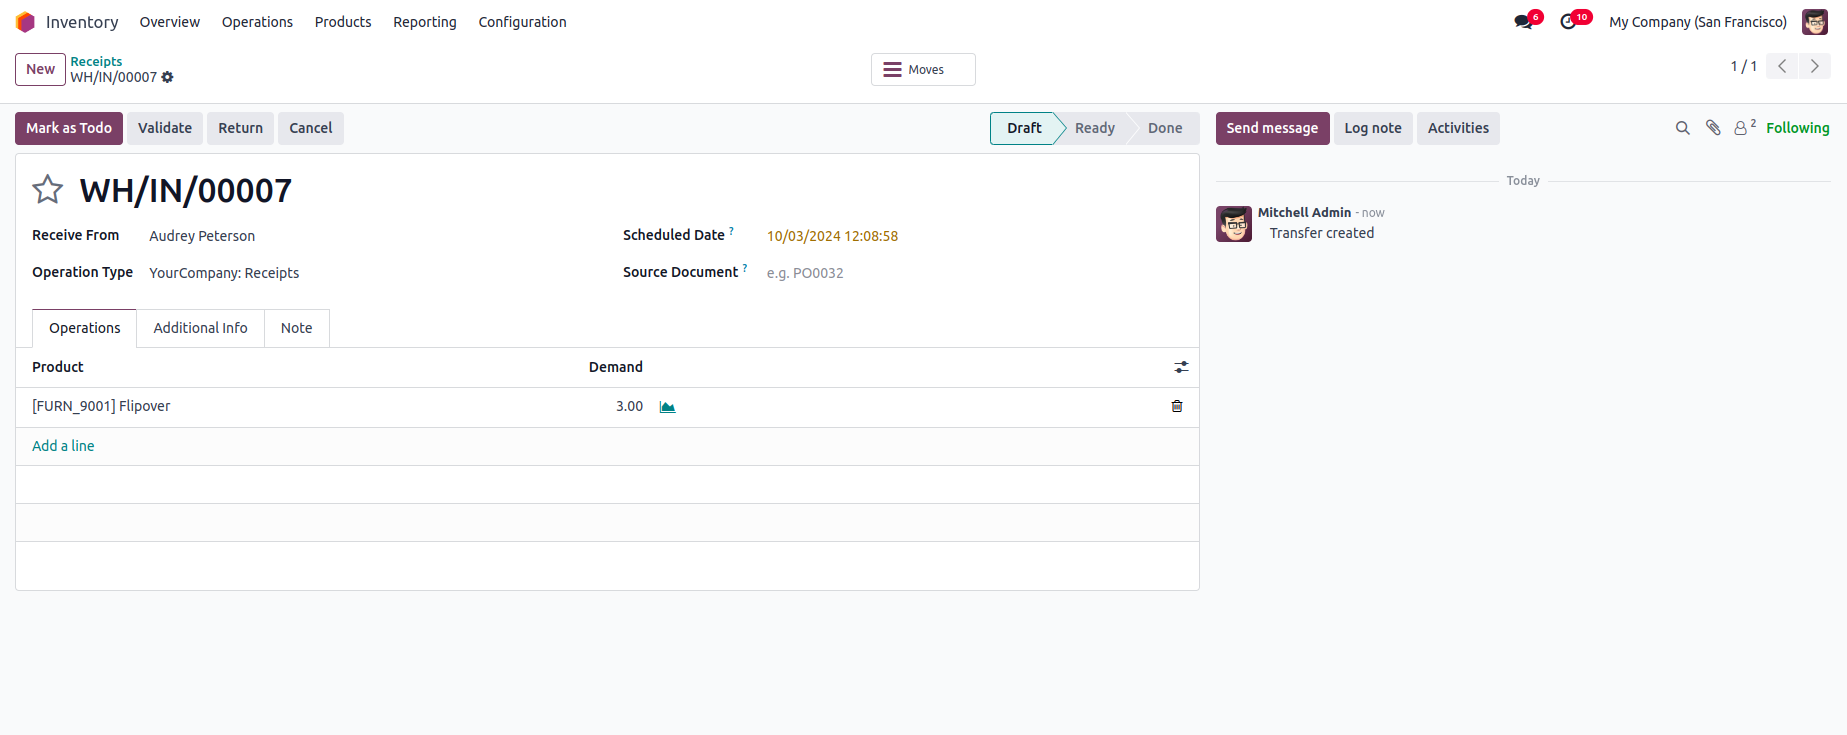 Inventory Overview Operations Products Reporting Configuration 6 10 My Company (San Francisco)
New Receipts
WH/IN/00007
Moves
1 / 1
Mark as Todo Validate Return Cancel Draft Ready Done Send message Log note Activities 2 Following
WH/IN/00007
Receive From Audrey Peterson Scheduled Date ? 10/03/2024 12:08:58
Operation Type YourCompany: Receipts Source Document ? e.g. PO0032
Operations Additional Info Note
Product Demand
[FURN_9001] Flipover 3.00
Add a line
Today
Mitchell Admin - now
Transfer created